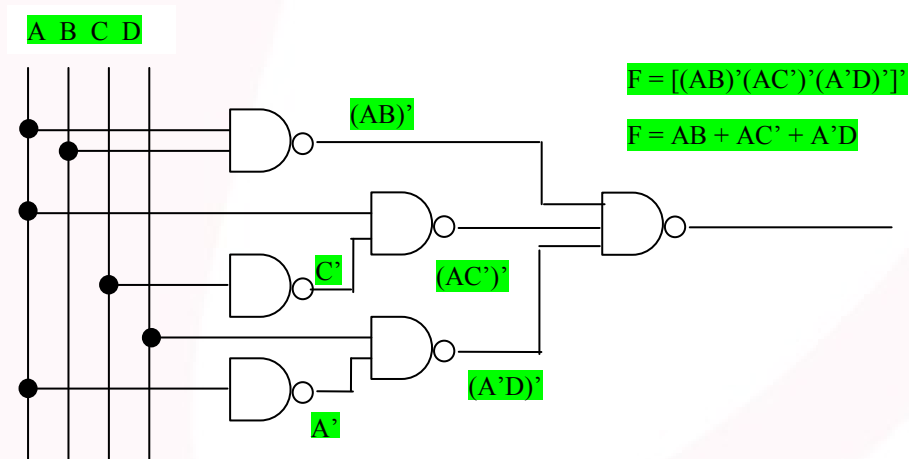 A B C D
F = [(AB)’(AC’)’(A’D)’]’
(AB)’
F = AB + AC’ + A’D
C’
(AC’)’
(A’D)’
A’